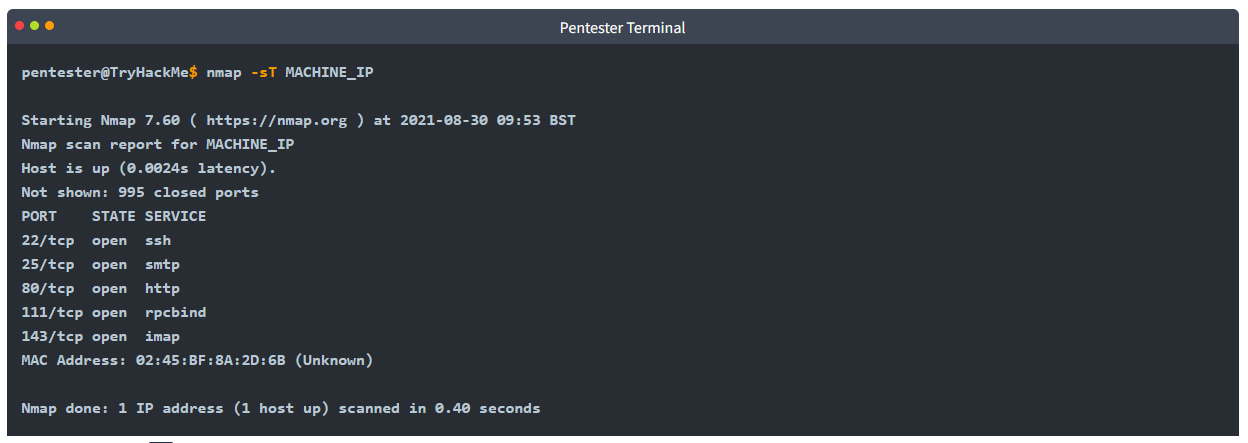 Pentester Terminal
pentester@TryHackMe$ nmap -sT MACHINE_IP
Starting Nmap 7.60 ( https://nmap.org ) at 2021-08-30 09:53 BST
Nmap scan report for MACHINE_IP
Host is up (0.0024s latency).
Not shown: 995 closed ports
PORT    STATE SERVICE
22/tcp  open  ssh
25/tcp  open  smtp
80/tcp  open  http
111/tcp open  rpcbind
143/tcp open  imap
MAC Address: 02:45:BF:8A:2D:6B (Unknown)
Nmap done: 1 IP address (1 host up) scanned in 0.40 seconds